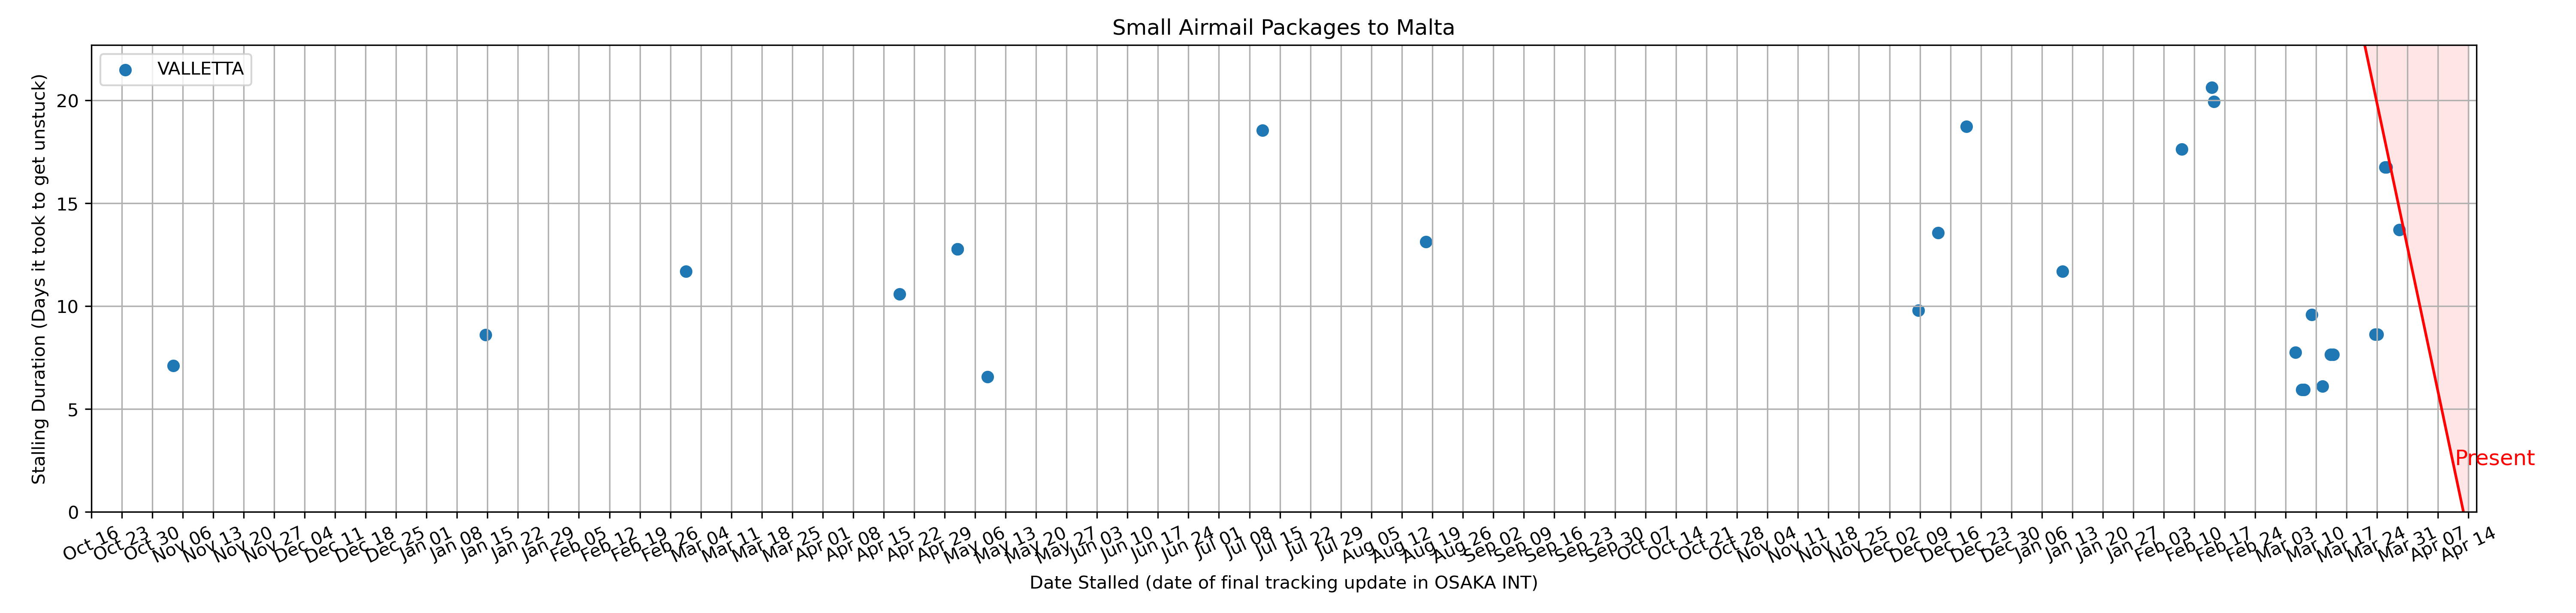 Small Airmail Packages to Malta
VALLETTA
Stalling Duration (Days it took to get unstuck)
20
15
10
5
0
Present
Oct 16 Oct 23 Oct 30 Nov 06 Nov 13 Nov 20 Nov 27 Dec 04 Dec 11 Dec 18 Dec 25 Jan 01 Jan 08 Jan 15 Jan 22 Jan 29 Feb 05 Feb 12 Feb 19 Feb 26 Mar 04 Mar 11 Mar 18 Mar 25 Apr 01 Apr 08 Apr 15 Apr 22 Apr 29 May 06 May 13 May 20 May 27 Jun 03 Jun 10 Jun 17 Jun 24 Jul 01 Jul 08 Jul 15 Jul 22 Jul 29 Aug 05 Aug 12 Aug 19 Aug 26 Sep 02 Sep 09 Sep 16 Sep 23 Sep 30 Oct 07 Oct 14 Oct 21 Oct 28 Nov 04 Nov 11 Nov 18 Nov 25 Dec 02 Dec 09 Dec 16 Dec 23 Dec 30 Jan 06 Jan 13 Jan 20 Jan 27 Feb 03 Feb 10 Feb 17 Feb 24 Mar 03 Mar 10 Mar 17 Mar 24 Mar 31 Apr 07 Apr 14
Date Stalled (date of final tracking update in OSAKA INT)